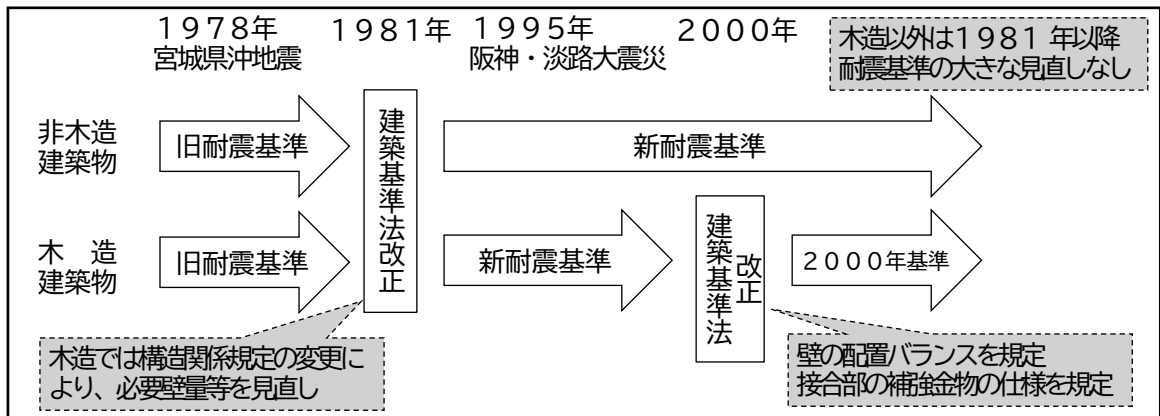 1978年
宮城県沖地震
1981年
1995年
阪神・淡路大震災
2000年
木造以外は1981年以降
耐震基準の大きな見直しなし
非木造
建築物
旧耐震基準
建築基準法改正
新耐震基準
木　造
建築物
旧耐震基準
新耐震基準
建築基準法
改正
2000年基準
木造では構造関係規定の変更に
より、必要壁量等を見直し
壁の配置バランスを規定
接合部の補強金物の仕様を規定